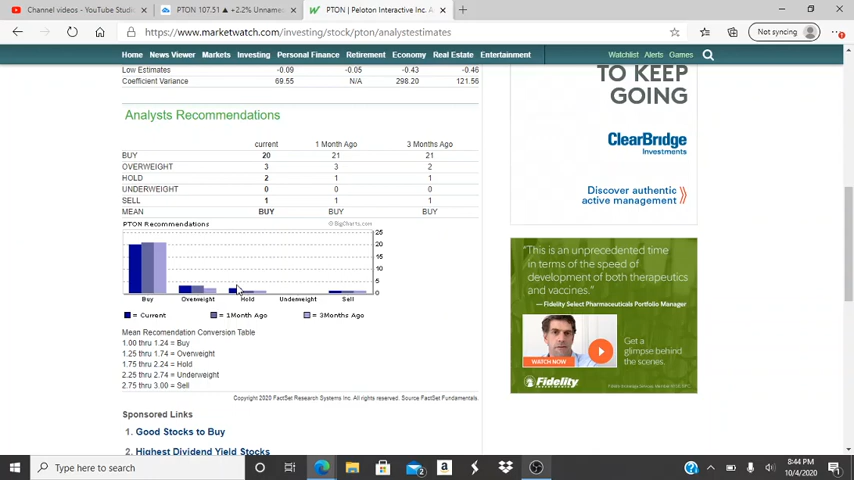 Channel videos - YouTube Studio
PTON 107.51 ▲ +2.2% Unnamed
PTON | Peloton Interactive Inc. A
https://www.marketwatch.com/investing/stock/pton/analystestimates
Not syncing
Home News Viewer Markets Investing Personal Finance Retirement Economy Real Estate Entertainment
Watchlist Alerts Games
Low Estimates -0.09 -0.05 -0.43 -0.46
Coefficient Variance 69.55 N/A 298.20 121.56
Analysts Recommendations
current 1 Month Ago 3 Months Ago
BUY 20 21 21
OVERWEIGHT 3 3 2
HOLD 2 1 1
UNDERWEIGHT 0 0 0
SELL 1 1 1
MEAN BUY BUY BUY
PTON Recommendations © BigCharts.com
25
20
15
10
5
0
Buy Overweight Hold Underweight Sell
= Current = 1Month Ago = 3Months Ago
Mean Recomendation Conversion Table
1.00 thru 1.24 = Buy
1.25 thru 1.74 = Overweight
1.75 thru 2.24 = Hold
2.25 thru 2.74 = Underweight
2.75 thru 3.00 = Sell
Copyright 2020 FactSet Research Systems Inc. All rights reserved. Source FactSet Fundamentals.
Sponsored Links
1. Good Stocks to Buy
2. Highest Dividend Yield Stocks
TO KEEP
GOING
ClearBridge
Investments
Discover authentic
active management
"This is an unprecedented time
in terms of the speed of
development of both therapeutics
and vaccines."
— Fidelity Select Pharmaceuticals Portfolio Manager
WATCH NOW
Get a
glimpse behind
the scenes.
Fidelity
INVESTMENTS
Type here to search
2
a
8:44 PM
10/4/2020
1